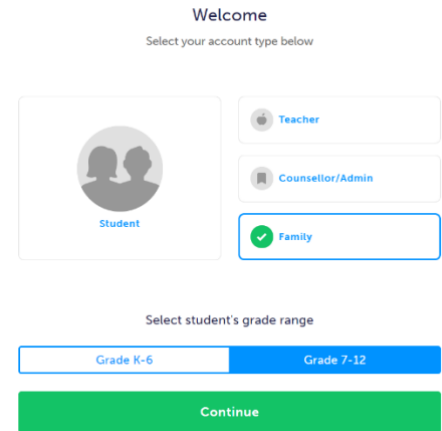 Welcome
Select your account type below
Student
Teacher
Counsellor/Admin
Family
Select student's grade range
Grade K-6
Grade 7-12
Continue